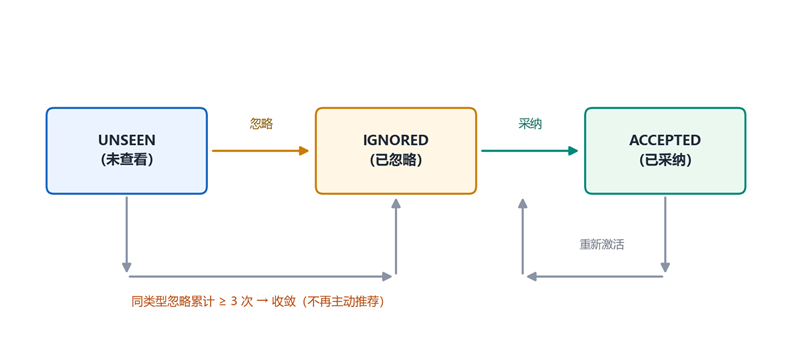 忽略
采纳
UNSEEN
（未查看）
IGNORED
（已忽略）
ACCEPTED
（已采纳）
重新激活
同类型忽略累计 ≥ 3 次 → 收敛（不再主动推荐）